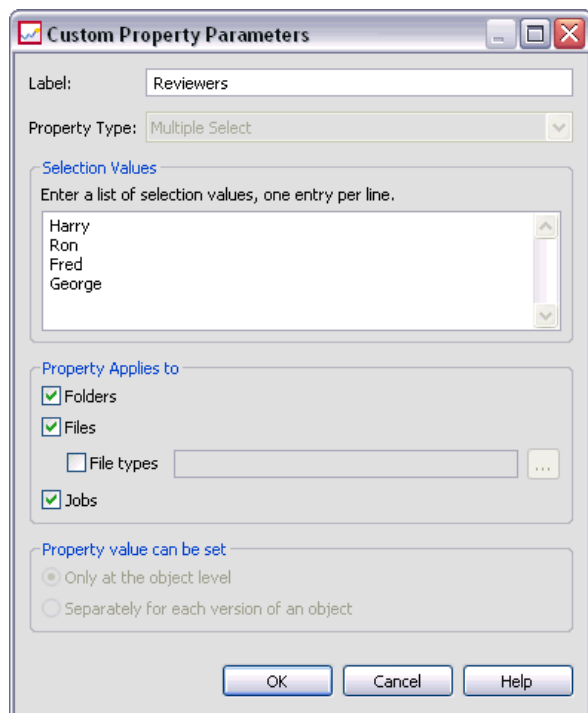 Custom Property Parameters
Label: Reviewers
Property Type: Multiple Select
Selection Values
Enter a list of selection values, one entry per line.
Harry
Ron
Fred
George
Property Applies to
Folders
Files
File types ...
Jobs
Property value can be set
Only at the object level
Separately for each version of an object
OK Cancel Help